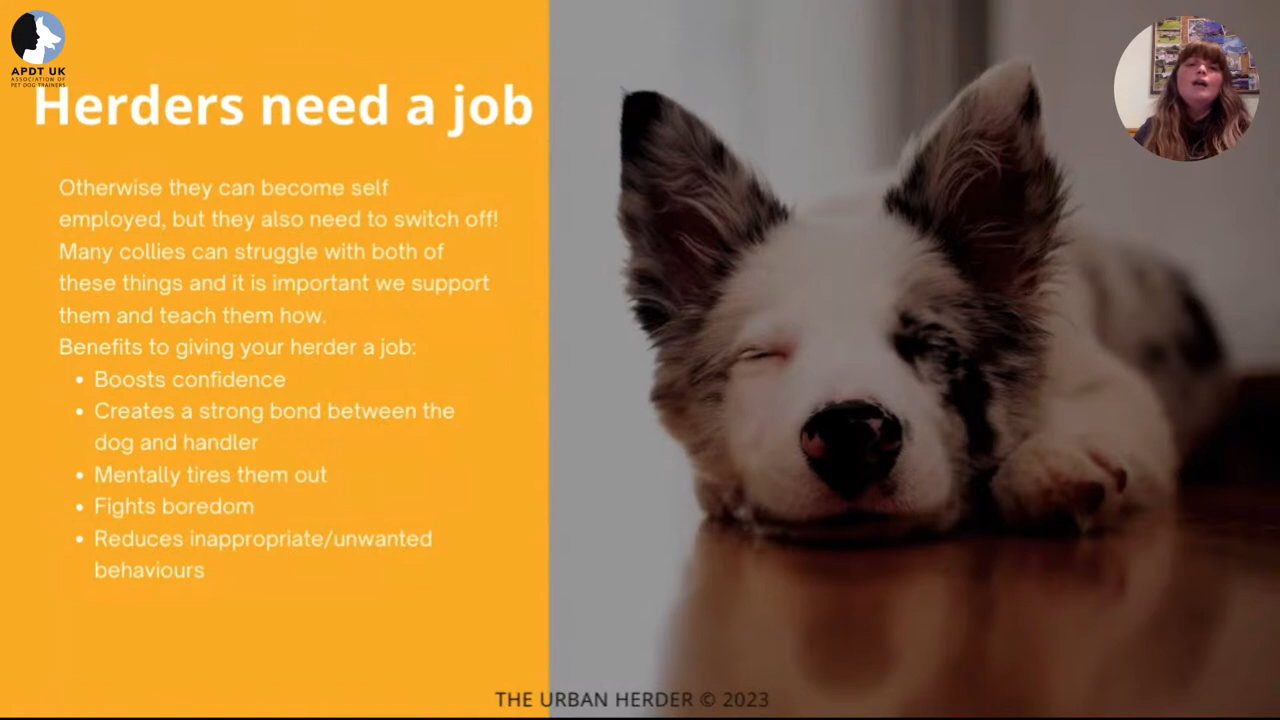 APDT UK
ASSOCIATION OF
PET DOG TRAINERS
Herders need a job
Otherwise they can become self
employed, but they also need to switch off!
Many collies can struggle with both of
these things and it is important we support
them and teach them how.
Benefits to giving your herder a job:
• Boosts confidence
• Creates a strong bond between the
dog and handler
• Mentally tires them out
• Fights boredom
• Reduces inappropriate/unwanted
behaviours
THE URBAN HERDER © 2023